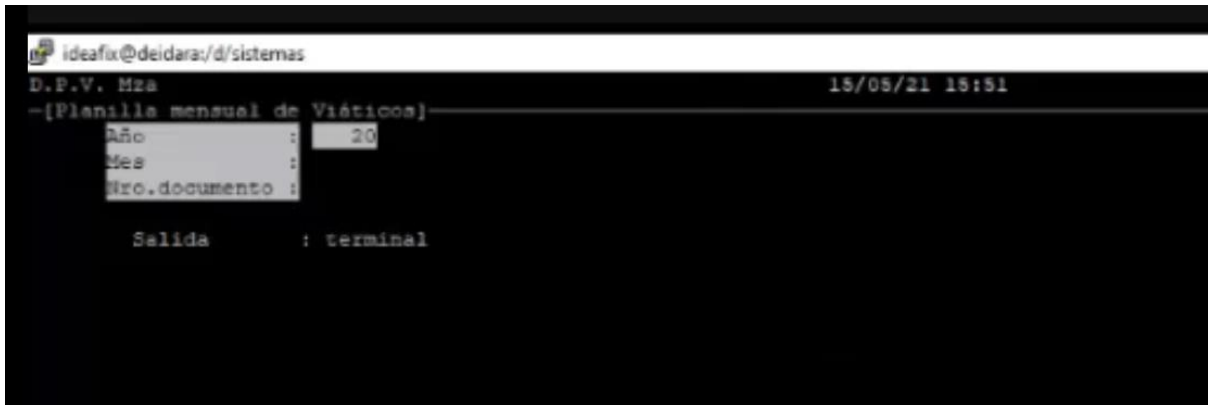 ideafix@deidara:/d/sistemas
D.P.V. Mza 15/05/21 15:51
[Planilla mensual de Viáticos]
Año : 20
Mes :
Nro.documento :
Salida : terminal